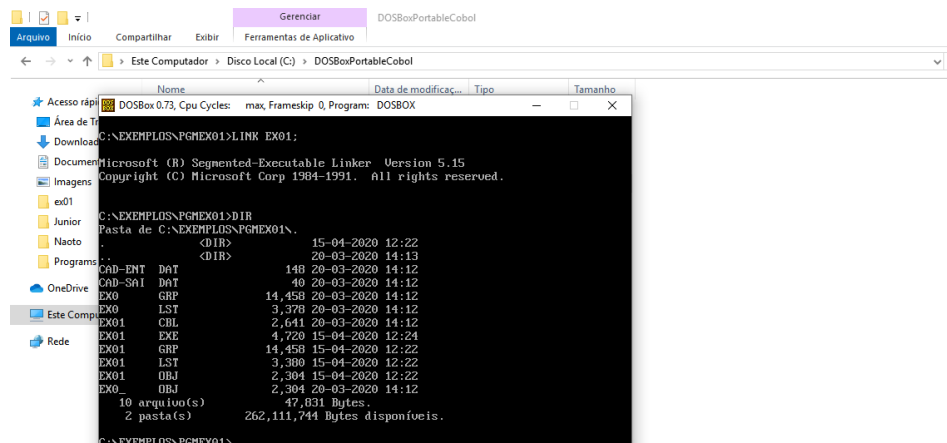 Gerenciar
DOSBoxPortableCobol
Arquivo Início Compartilhar Exibir Ferramentas de Aplicativo
Este Computador > Disco Local (C:) > DOSBoxPortableCobol
Nome Data de modificaç... Tipo Tamanho
Acesso rápi
Área de Tr
Download
Documen
Imagens
ex01
Junior
Naoto
Programs
OneDrive
Este Compu
Rede
DOSBox 0.73, Cpu Cycles: max, Frameskip 0, Program: DOSBOX
C:\EXEMPLOS\PGMEX01>LINK EX01;
Microsoft (R) Segmented-Executable Linker Version 5.15
Copyright (C) Microsoft Corp 1984-1991. All rights reserved.
C:\EXEMPLOS\PGMEX01>DIR
Pasta de C:\EXEMPLOS\PGMEX01\.
. <DIR> 15-04-2020 12:22
.. <DIR> 20-03-2020 14:13
CAD-ENT DAT 148 20-03-2020 14:12
CAD-SAI DAT 40 20-03-2020 14:12
EX0 GRP 14,458 20-03-2020 14:12
EX0 LST 3,378 20-03-2020 14:12
EX01 CBL 2,641 20-03-2020 14:12
EX01 EXE 4,720 15-04-2020 12:24
EX01 GRP 14,458 15-04-2020 12:22
EX01 LST 3,380 15-04-2020 12:22
EX01 OBJ 2,304 15-04-2020 12:22
EX0_ OBJ 2,304 20-03-2020 14:12
10 arquivo(s) 47,831 Bytes.
2 pasta(s) 262,111,744 Bytes disponíveis.
C:\EXEMPLOS\PGMEX01>